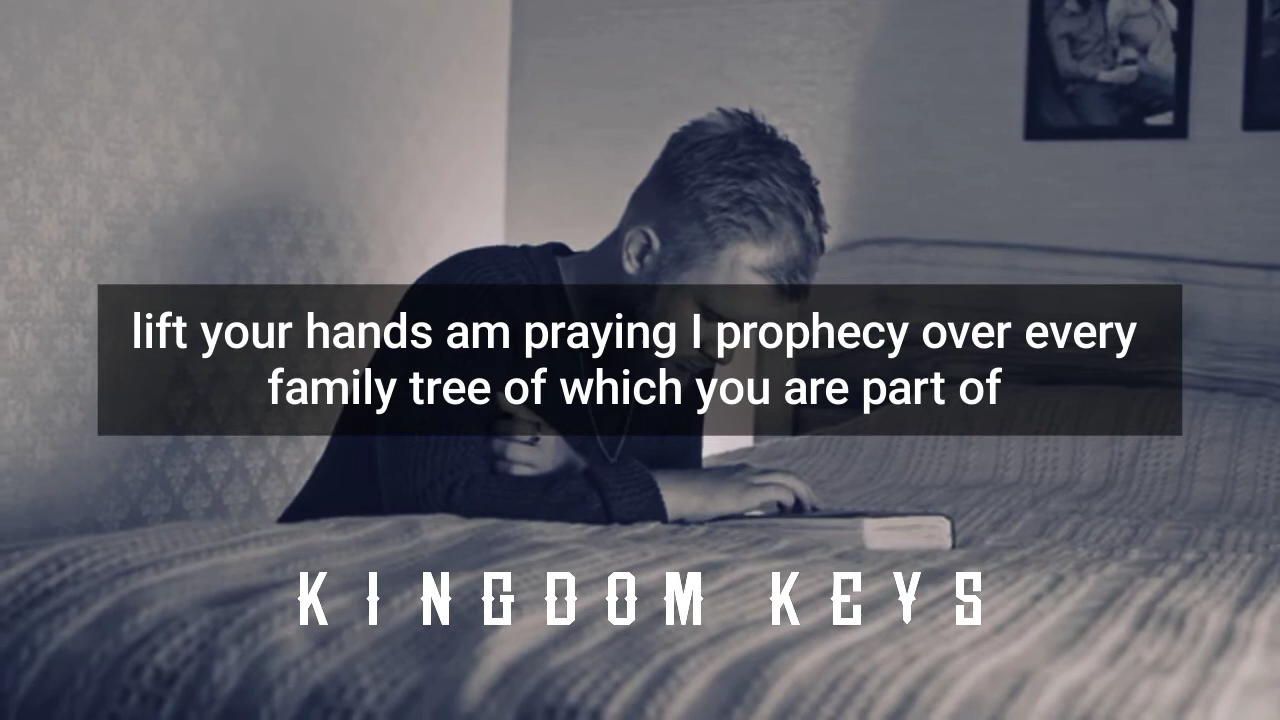 lift your hands am praying I prophecy over every
family tree of which you are part of
KINGDOM KEYS